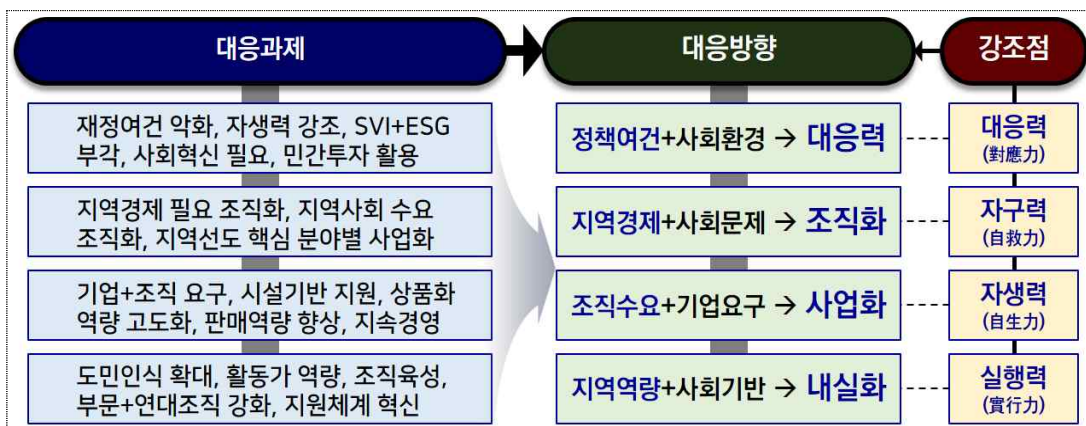 대응과제
대응방향
강조점
재정여건 악화, 자생력 강조, SVI+ESG
부각, 사회혁신 필요, 민간투자 활용
정책여건+사회환경 → 대응력
대응력
(對應力)
지역경제 필요 조직화, 지역사회 수요
조직화, 지역선도 핵심 분야별 사업화
지역경제+사회문제 → 조직화
자구력
(自救力)
기업+조직 요구, 시설기반 지원, 상품화
역량 고도화, 판매역량 향상, 지속경영
조직수요+기업요구 → 사업화
자생력
(自生力)
도민인식 확대, 활동가 역량, 조직육성,
부문+연대조직 강화, 지원체계 혁신
지역역량+사회기반 → 내실화
실행력
(實行力)